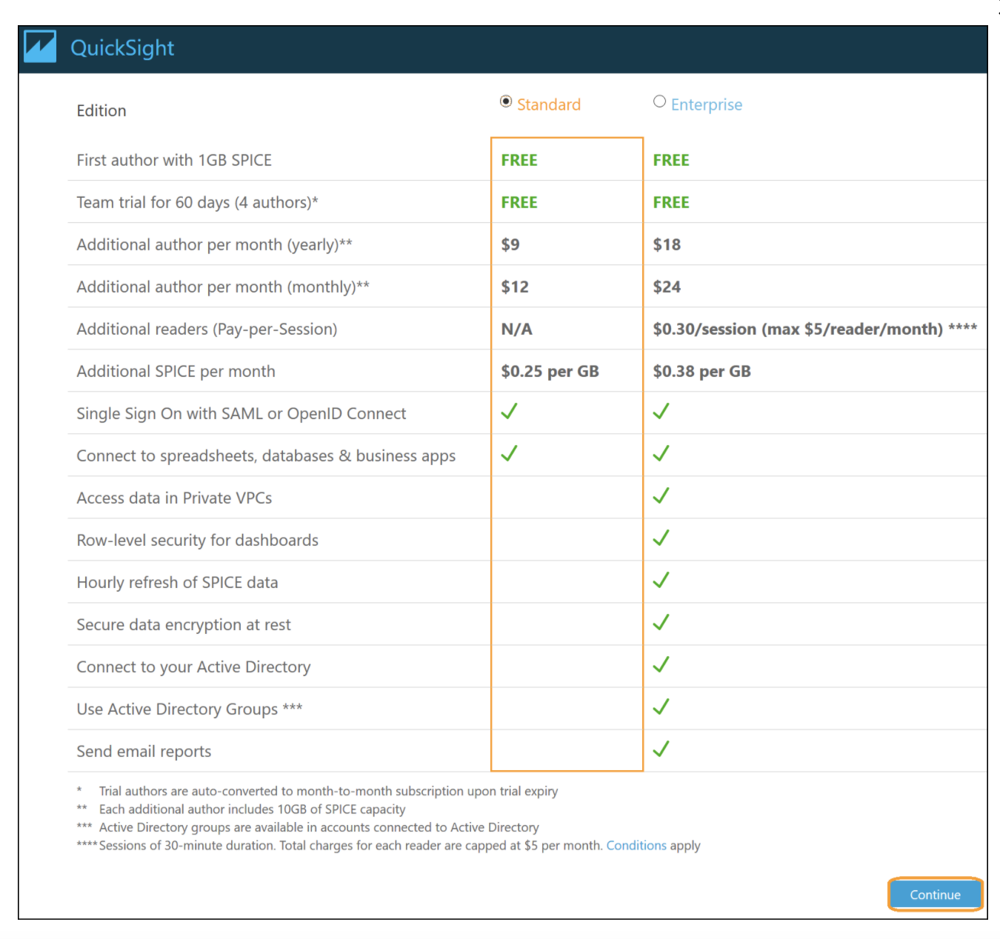 QuickSight
Edition Standard Enterprise
First author with 1GB SPICE FREE FREE
Team trial for 60 days (4 authors)* FREE FREE
Additional author per month (yearly)** $9 $18
Additional author per month (monthly)** $12 $24
Additional readers (Pay-per-Session) N/A $0.30/session (max $5/reader/month) ****
Additional SPICE per month $0.25 per GB $0.38 per GB
Single Sign On with SAML or OpenID Connect
Connect to spreadsheets, databases & business apps
Access data in Private VPCs
Row-level security for dashboards
Hourly refresh of SPICE data
Secure data encryption at rest
Connect to your Active Directory
Use Active Directory Groups ***
Send email reports
* Trial authors are auto-converted to month-to-month subscription upon trial expiry
** Each additional author includes 10GB of SPICE capacity
*** Active Directory groups are available in accounts connected to Active Directory
**** Sessions of 30-minute duration. Total charges for each reader are capped at $5 per month. Conditions apply
Continue